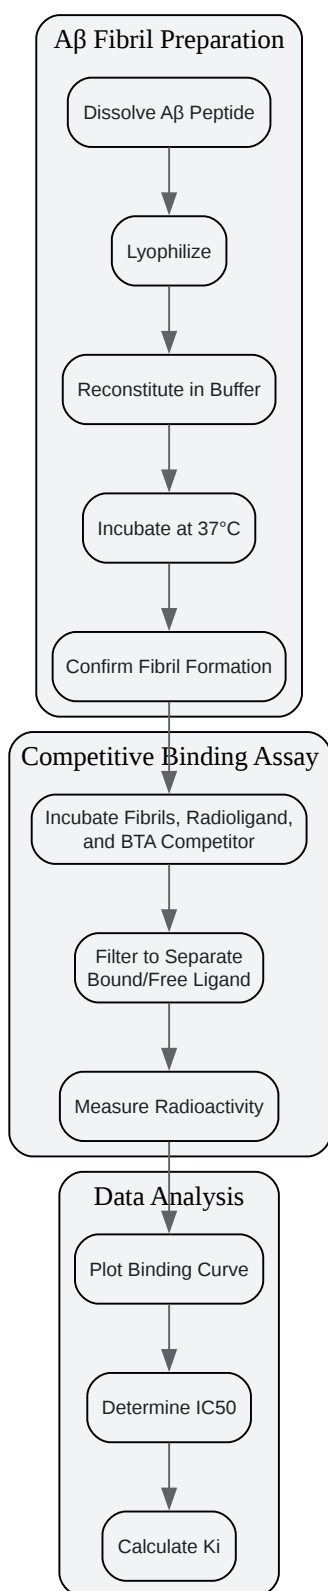 Aβ Fibril Preparation
Dissolve Aβ Peptide
Lyophilize
Reconstitute in Buffer
Incubate at 37°C
Confirm Fibril Formation
Competitive Binding Assay
Incubate Fibrils, Radioligand,
and BTA Competitor
Filter to Separate
Bound/Free Ligand
Measure Radioactivity
Data Analysis
Plot Binding Curve
Determine IC50
Calculate Ki